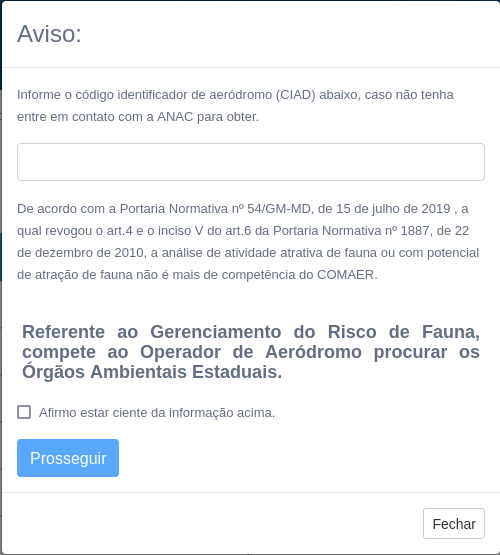 Aviso:
Informe o código identificador de aeródromo (CIAD) abaixo, caso não tenha
entre em contato com a ANAC para obter.
De acordo com a Portaria Normativa nº 54/GM-MD, de 15 de julho de 2019 , a
qual revogou o art.4 e o inciso V do art.6 da Portaria Normativa nº 1887, de 22
de dezembro de 2010, a análise de atividade atrativa de fauna ou com potencial
de atração de fauna não é mais de competência do COMAER.
Referente ao Gerenciamento do Risco de Fauna,
compete ao Operador de Aeródromo procurar os
Órgãos Ambientais Estaduais.
Afirmo estar ciente da informação acima.
Prosseguir
Fechar